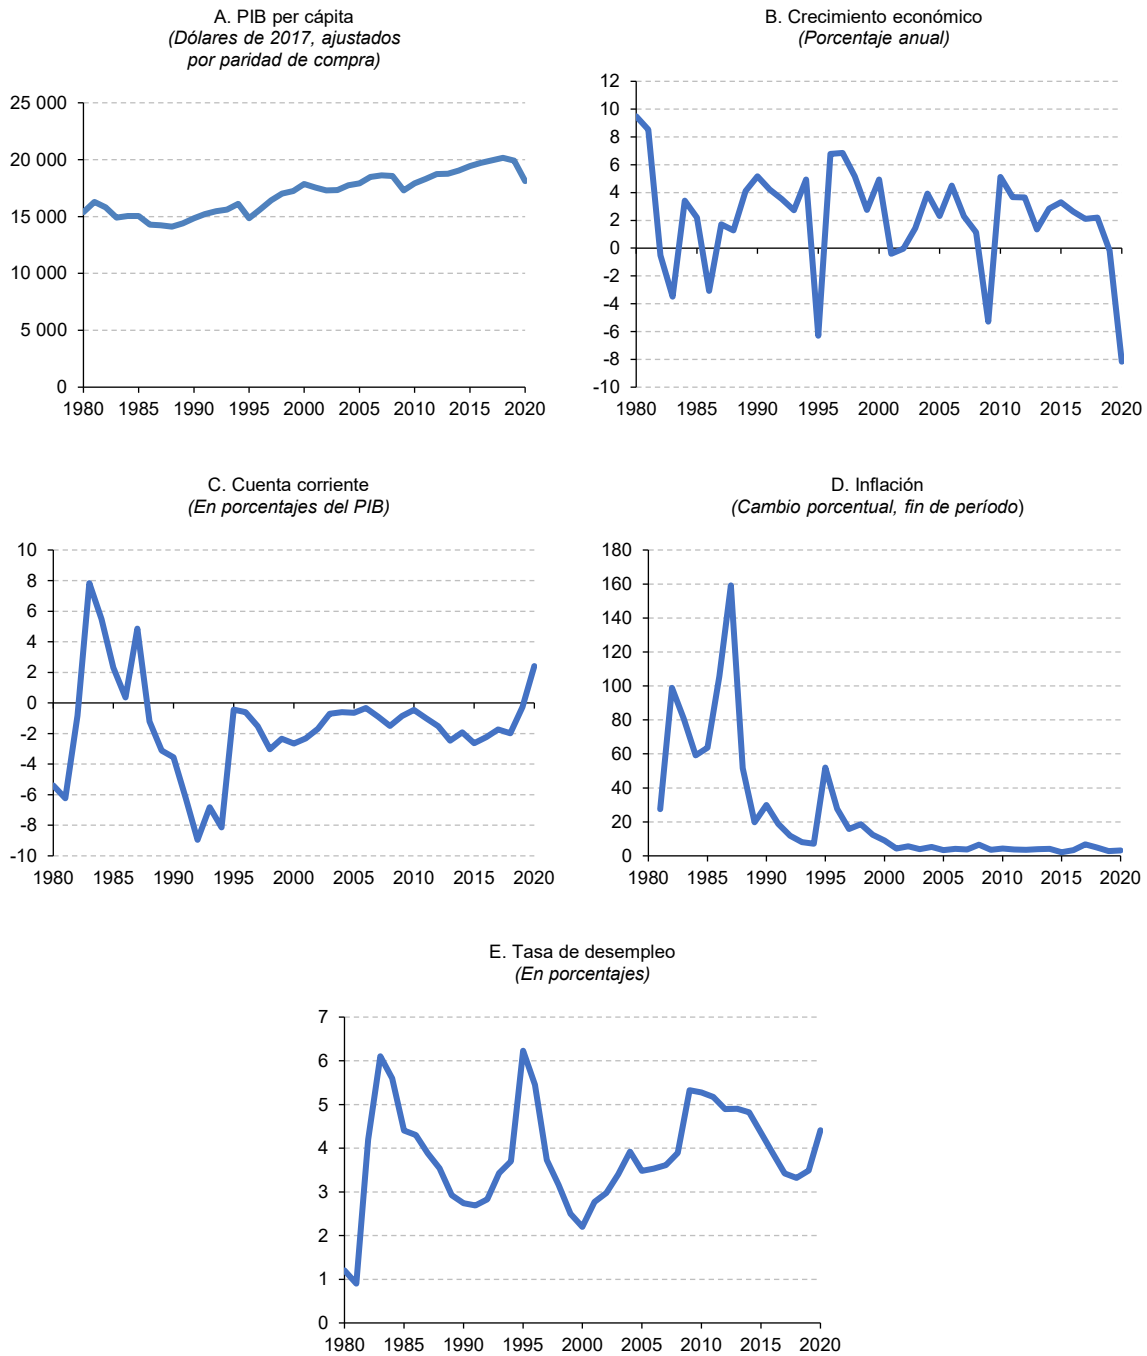 A. PIB per cápita
(Dólares de 2017, ajustados
por paridad de compra)
25 000
20 000
15 000
10 000
5 000
0
1980 1985 1990 1995 2000 2005 2010 2015 2020
B. Crecimiento económico
(Porcentaje anual)
12
10
8
6
4
2
0
-2
-4
-6
-8
-10
1980 1985 1990 1995 2000 2005 2010 2015 2020
C. Cuenta corriente
(En porcentajes del PIB)
10
8
6
4
2
0
-2
-4
-6
-8
-10
1980 1985 1990 1995 2000 2005 2010 2015 2020
D. Inflación
(Cambio porcentual, fin de período)
180
160
140
120
100
80
60
40
20
0
1980 1985 1990 1995 2000 2005 2010 2015 2020
E. Tasa de desempleo
(En porcentajes)
7
6
5
4
3
2
1
0
1980 1985 1990 1995 2000 2005 2010 2015 2020